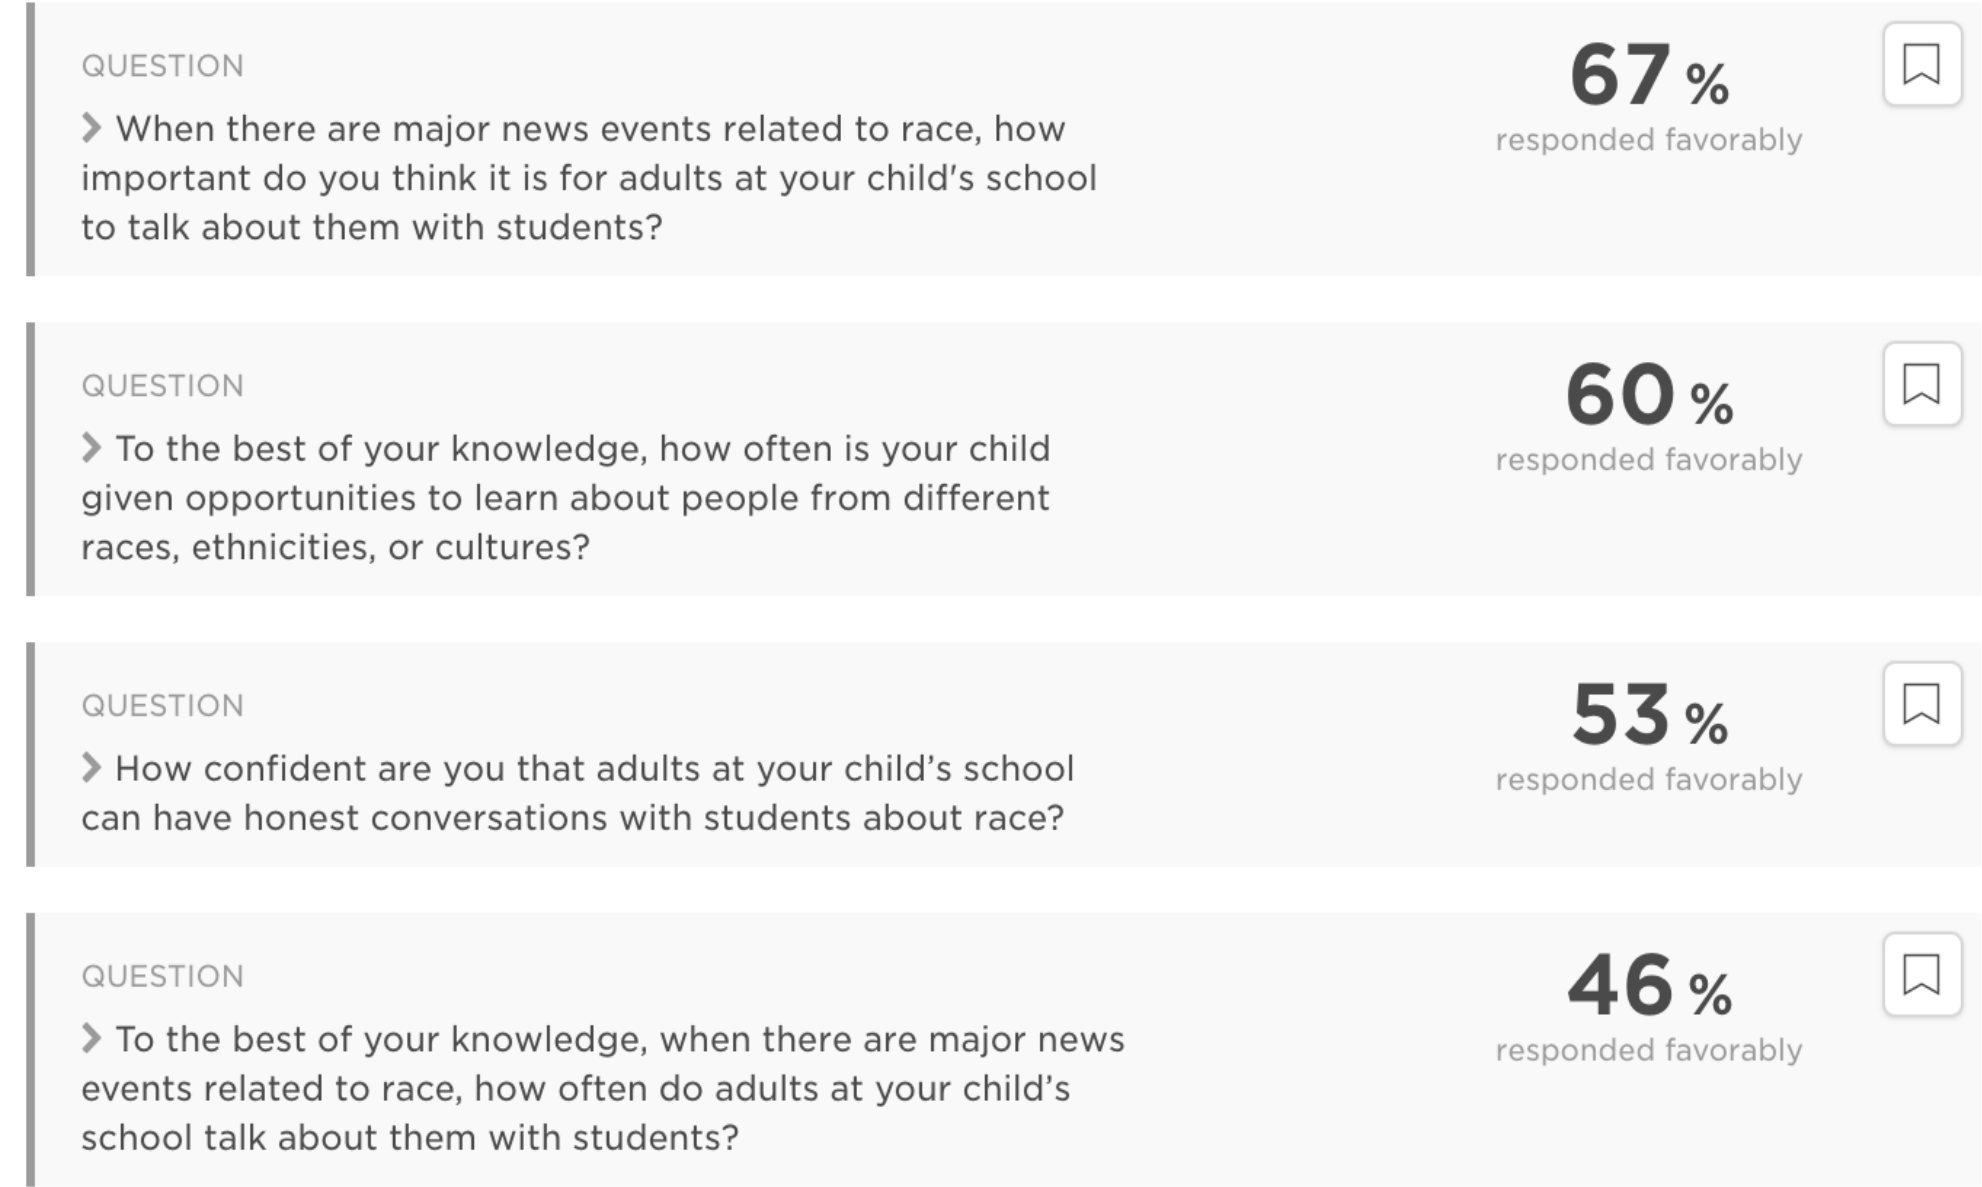 QUESTION
67 %
responded favorably
When there are major news events related to race, how
important do you think it is for adults at your child's school
to talk about them with students?
QUESTION
60 %
responded favorably
To the best of your knowledge, how often is your child
given opportunities to learn about people from different
races, ethnicities, or cultures?
QUESTION
53 %
responded favorably
How confident are you that adults at your child’s school
can have honest conversations with students about race?
QUESTION
46 %
responded favorably
To the best of your knowledge, when there are major news
events related to race, how often do adults at your child’s
school talk about them with students?